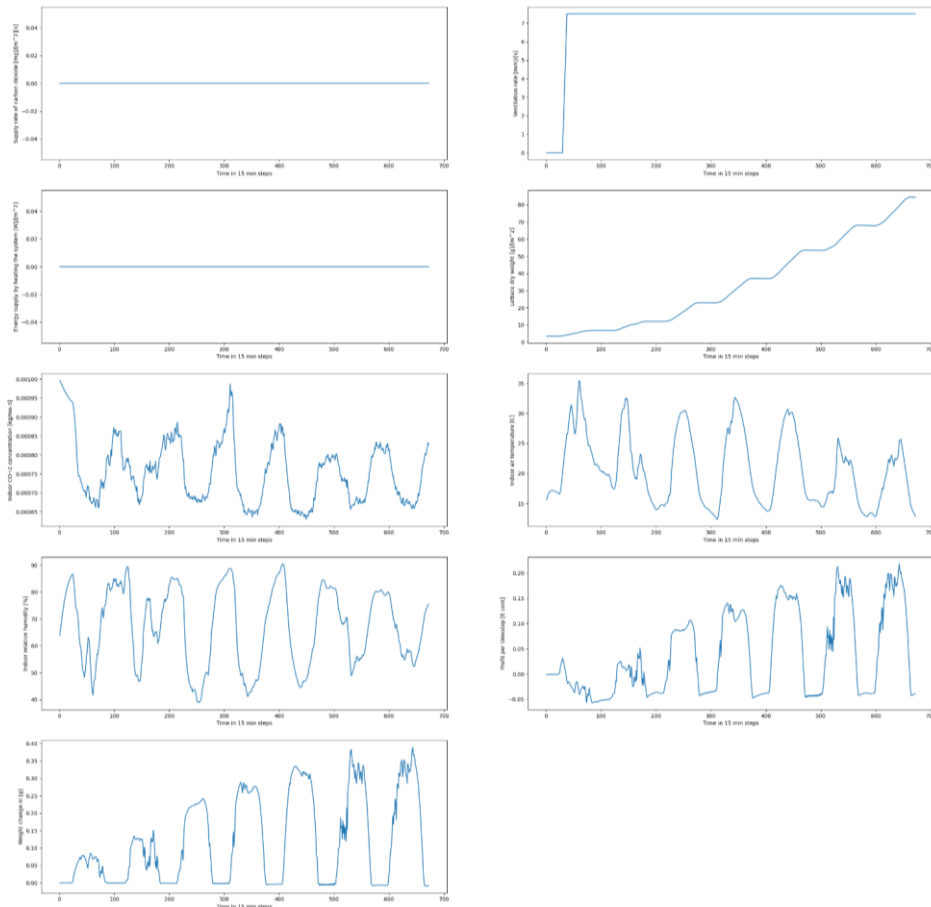 Supply rate of carbon dioxide [mg]/[m^2][s]
0.04
0.02
0.00
−0.02
−0.04
0 100 200 300 400 500 600 700
Time in 15 min steps
Ventilation rate [mm]/[s]
7
6
5
4
3
2
1
0
0 100 200 300 400 500 600 70
Time in 15 min steps
Energy supply by heating the system [W]/[m^2]
0.04
0.02
0.00
−0.02
−0.04
0 100 200 300 400 500 600 700
Time in 15 min steps
Lettuce dry weight [g]/[m^2]
80
70
60
50
40
30
20
10
0
0 100 200 300 400 500 600 70
Time in 15 min steps
Indoor CO−2 concentration
0.00100
0.00095
0.00090
0.00085
0.00080
0.00075
0.00070
0.00065
0 100 200 300 400 500 600 700
Time in 15 min steps
Indoor air temperature [C]
35
30
25
20
15
0 100 200 300 400 500 600 70
Time in 15 min steps
Indoor relative humidity [%]
90
80
70
60
50
40
0 100 200 300 400 500 600 700
Time in 15 min steps
Profit per timestep cent]
0.20
0.15
0.10
0.05
0.00
−0.05
0 100 200 300 400 500 600 70
Time in 15 min steps
Weight change in [g]
0.40
0.35
0.30
0.25
0.20
0.15
0.10
0.05
0.00
0 100 200 300 400 500 600 700
Time in 15 min steps